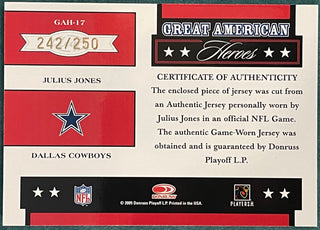 GAH-17
242/250
JULIUS JONES
DALLAS COWBOYS
GREAT AMERICAN
Heroes
CERTIFICATE OF AUTHENTICITY
The enclosed piece of jersey was cut from
an Authentic Jersey personally worn by
Julius Jones in an official NFL Game.
The authentic Game-Worn Jersey was
obtained and is guaranteed by Donruss
Playoff L.P.
NFL
DONRUSS
PLAYERS
© 2005 Donruss Playoff L.P. Printed in the USA.